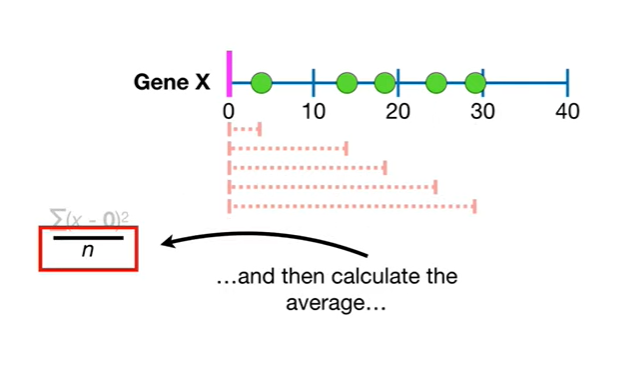 Gene X
0 10 20 30 40
∑(x - 0)²
n
...and then calculate the
average...